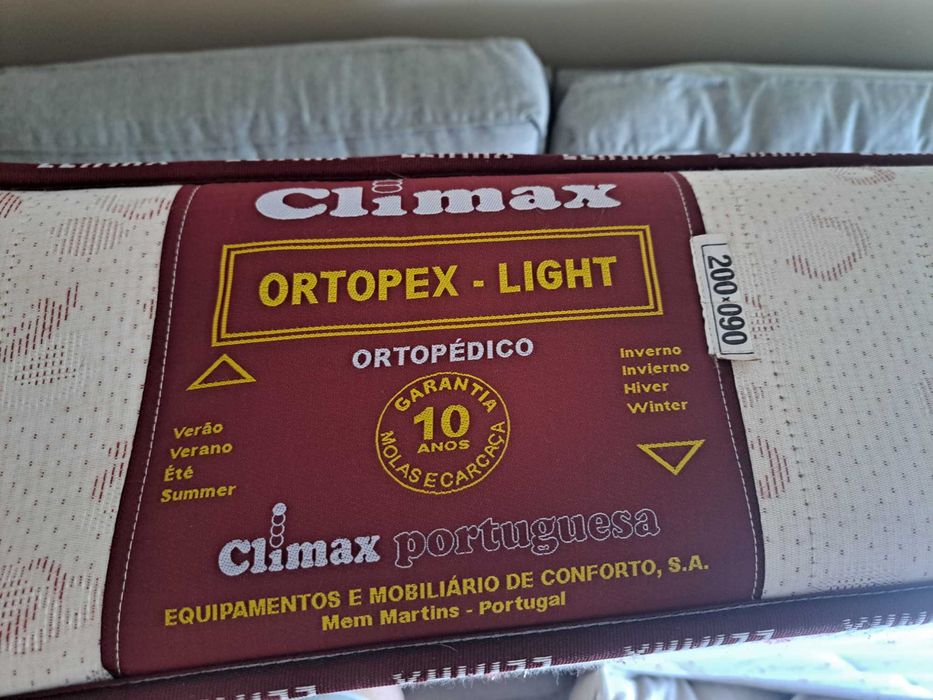 Climax
ORTOPEX - LIGHT
200×090
ORTOPÉDICO
Inverno
Invierno
Hiver
Winter
GARANTIA
10
ANOS
MOLAS E CARCAÇA
Verão
Verano
Été
Summer
Climax portuguesa
EQUIPAMENTOS E MOBILIÁRIO DE CONFORTO, S.A.
Mem Martins - Portugal